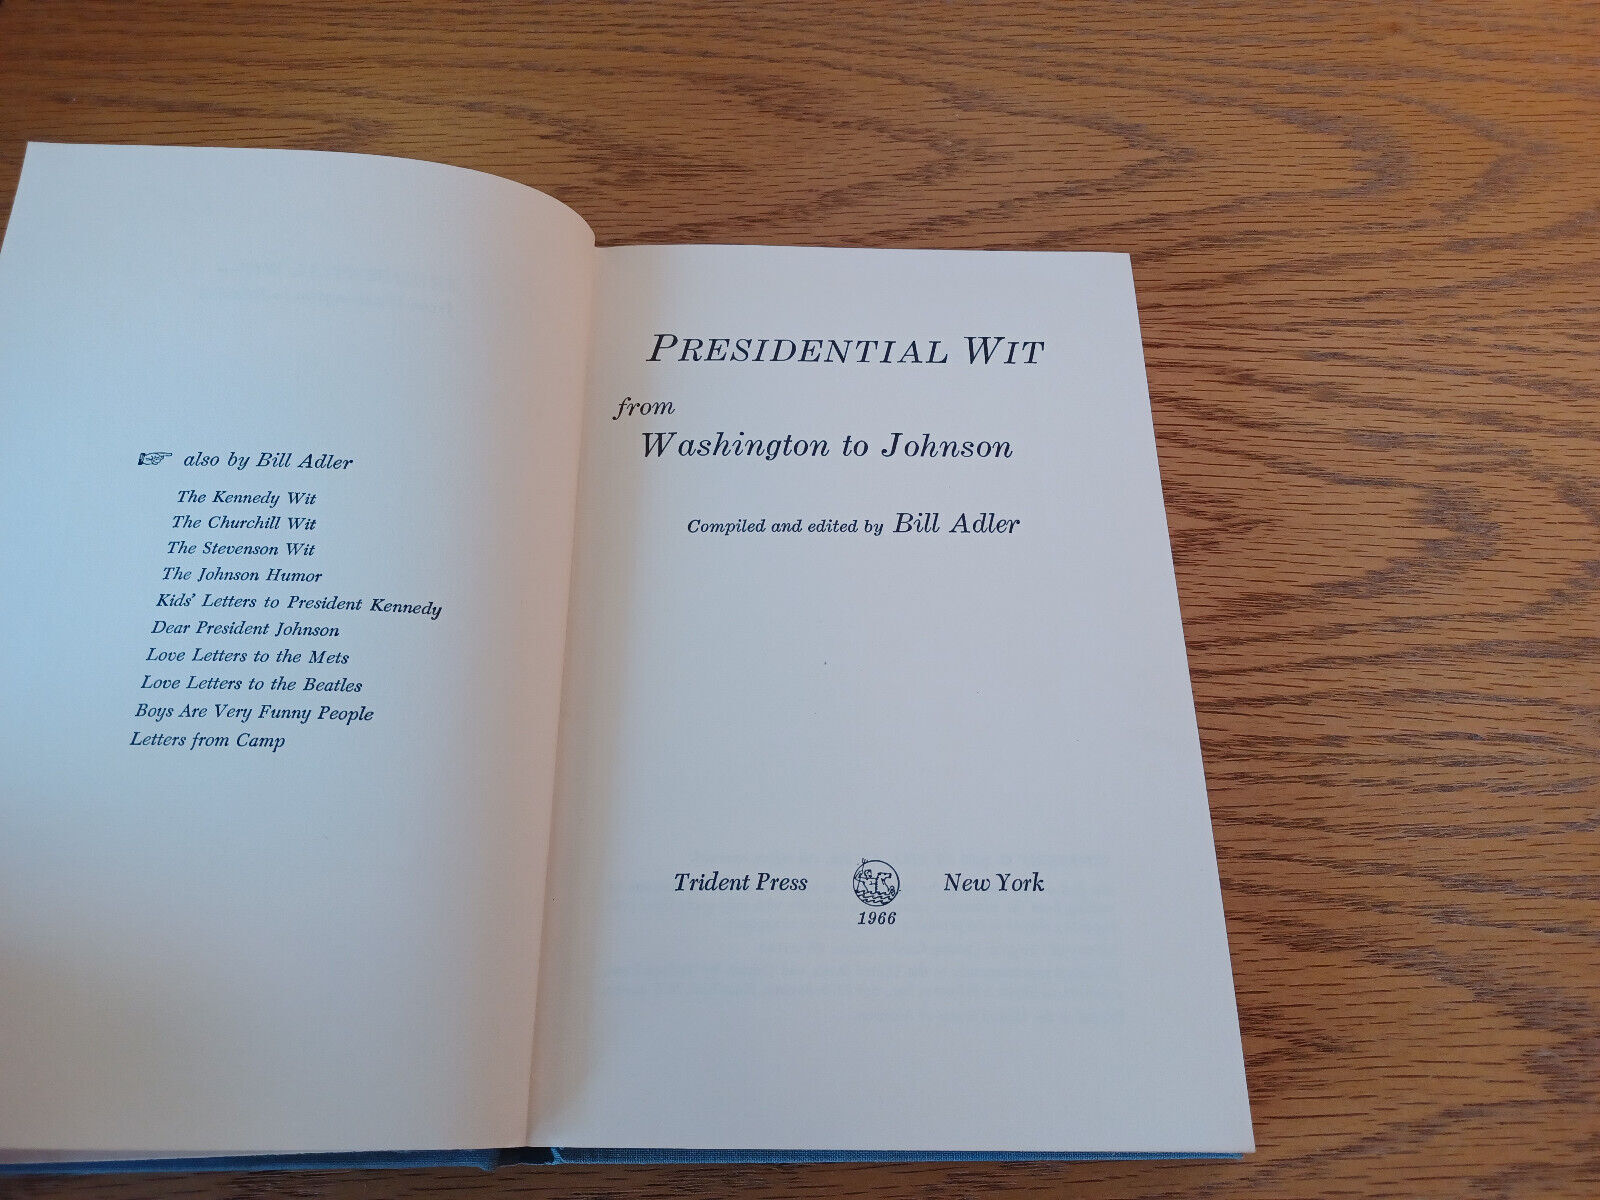 also by Bill Adler
The Kennedy Wit
The Churchill Wit
The Stevenson Wit
The Johnson Humor
Kids' Letters to President Kennedy
Dear President Johnson
Love Letters to the Mets
Love Letters to the Beatles
Boys Are Very Funny People
Letters from Camp
PRESIDENTIAL WIT
from
Washington to Johnson
Compiled and edited by Bill Adler
Trident Press New York
1966